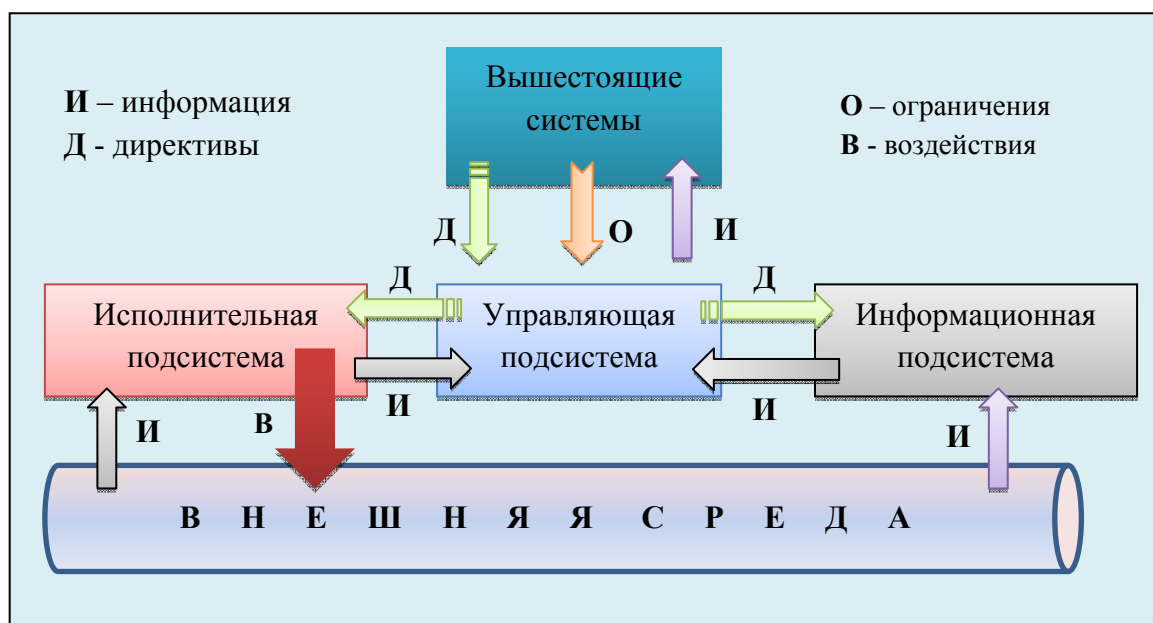 Вышестоящие
системы
И – информация
Д - директивы
О – ограничения
В - воздействия
Д
О
И
Д
Д
Исполнительная
подсистема
Управляющая
подсистема
Информационная
подсистема
И
В
И
И
И
В Н Е Ш Н Я Я С Р Е Д А